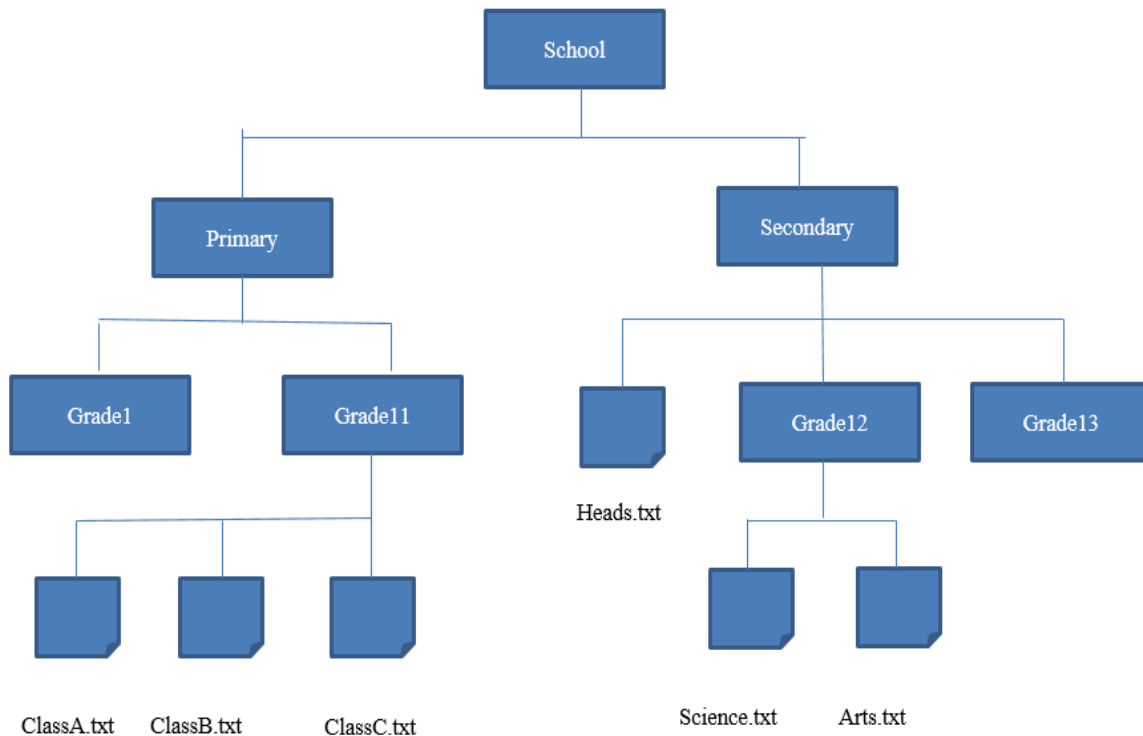 School
Primary
Secondary
Grade1
Grade11
Grade12
Grade13
Heads.txt
ClassA.txt
ClassB.txt
ClassC.txt
Science.txt
Arts.txt